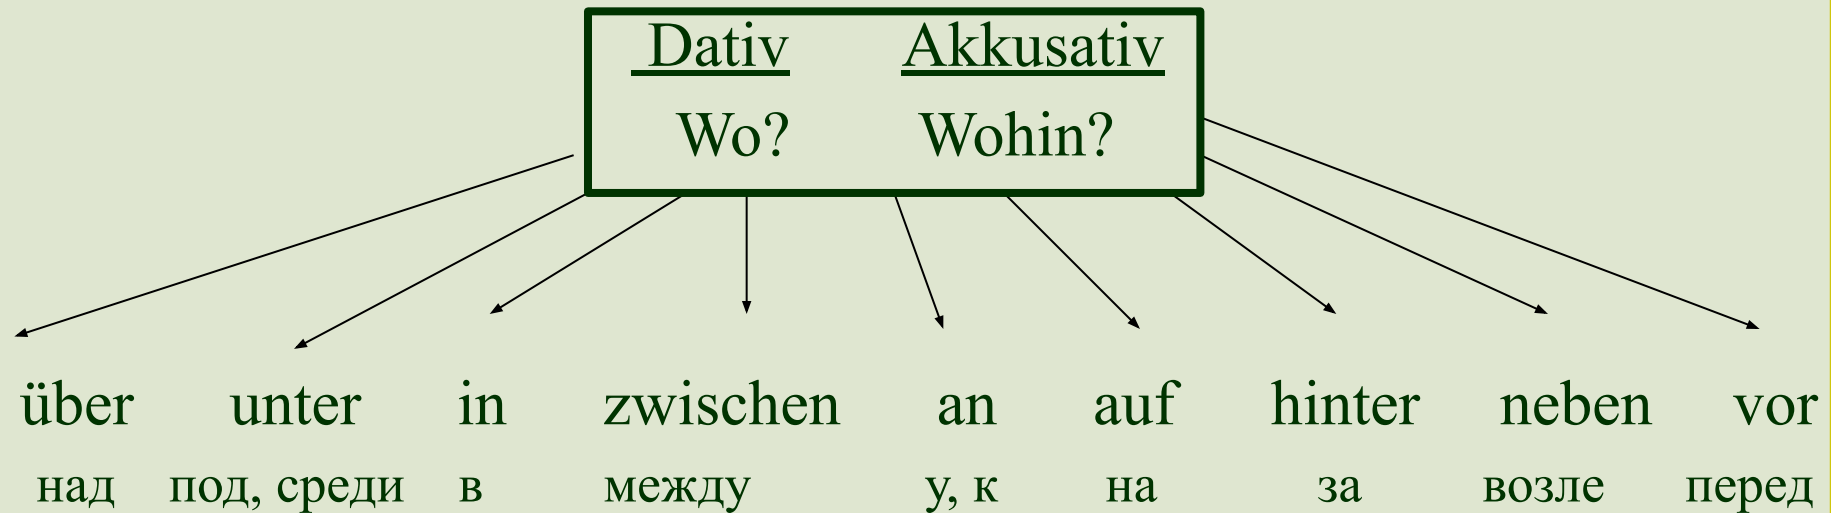 Dativ Akkusativ
Wo? Wohin?
über unter in zwischen an auf hinter neben vor
над под, среди в между у, к на за возле перед